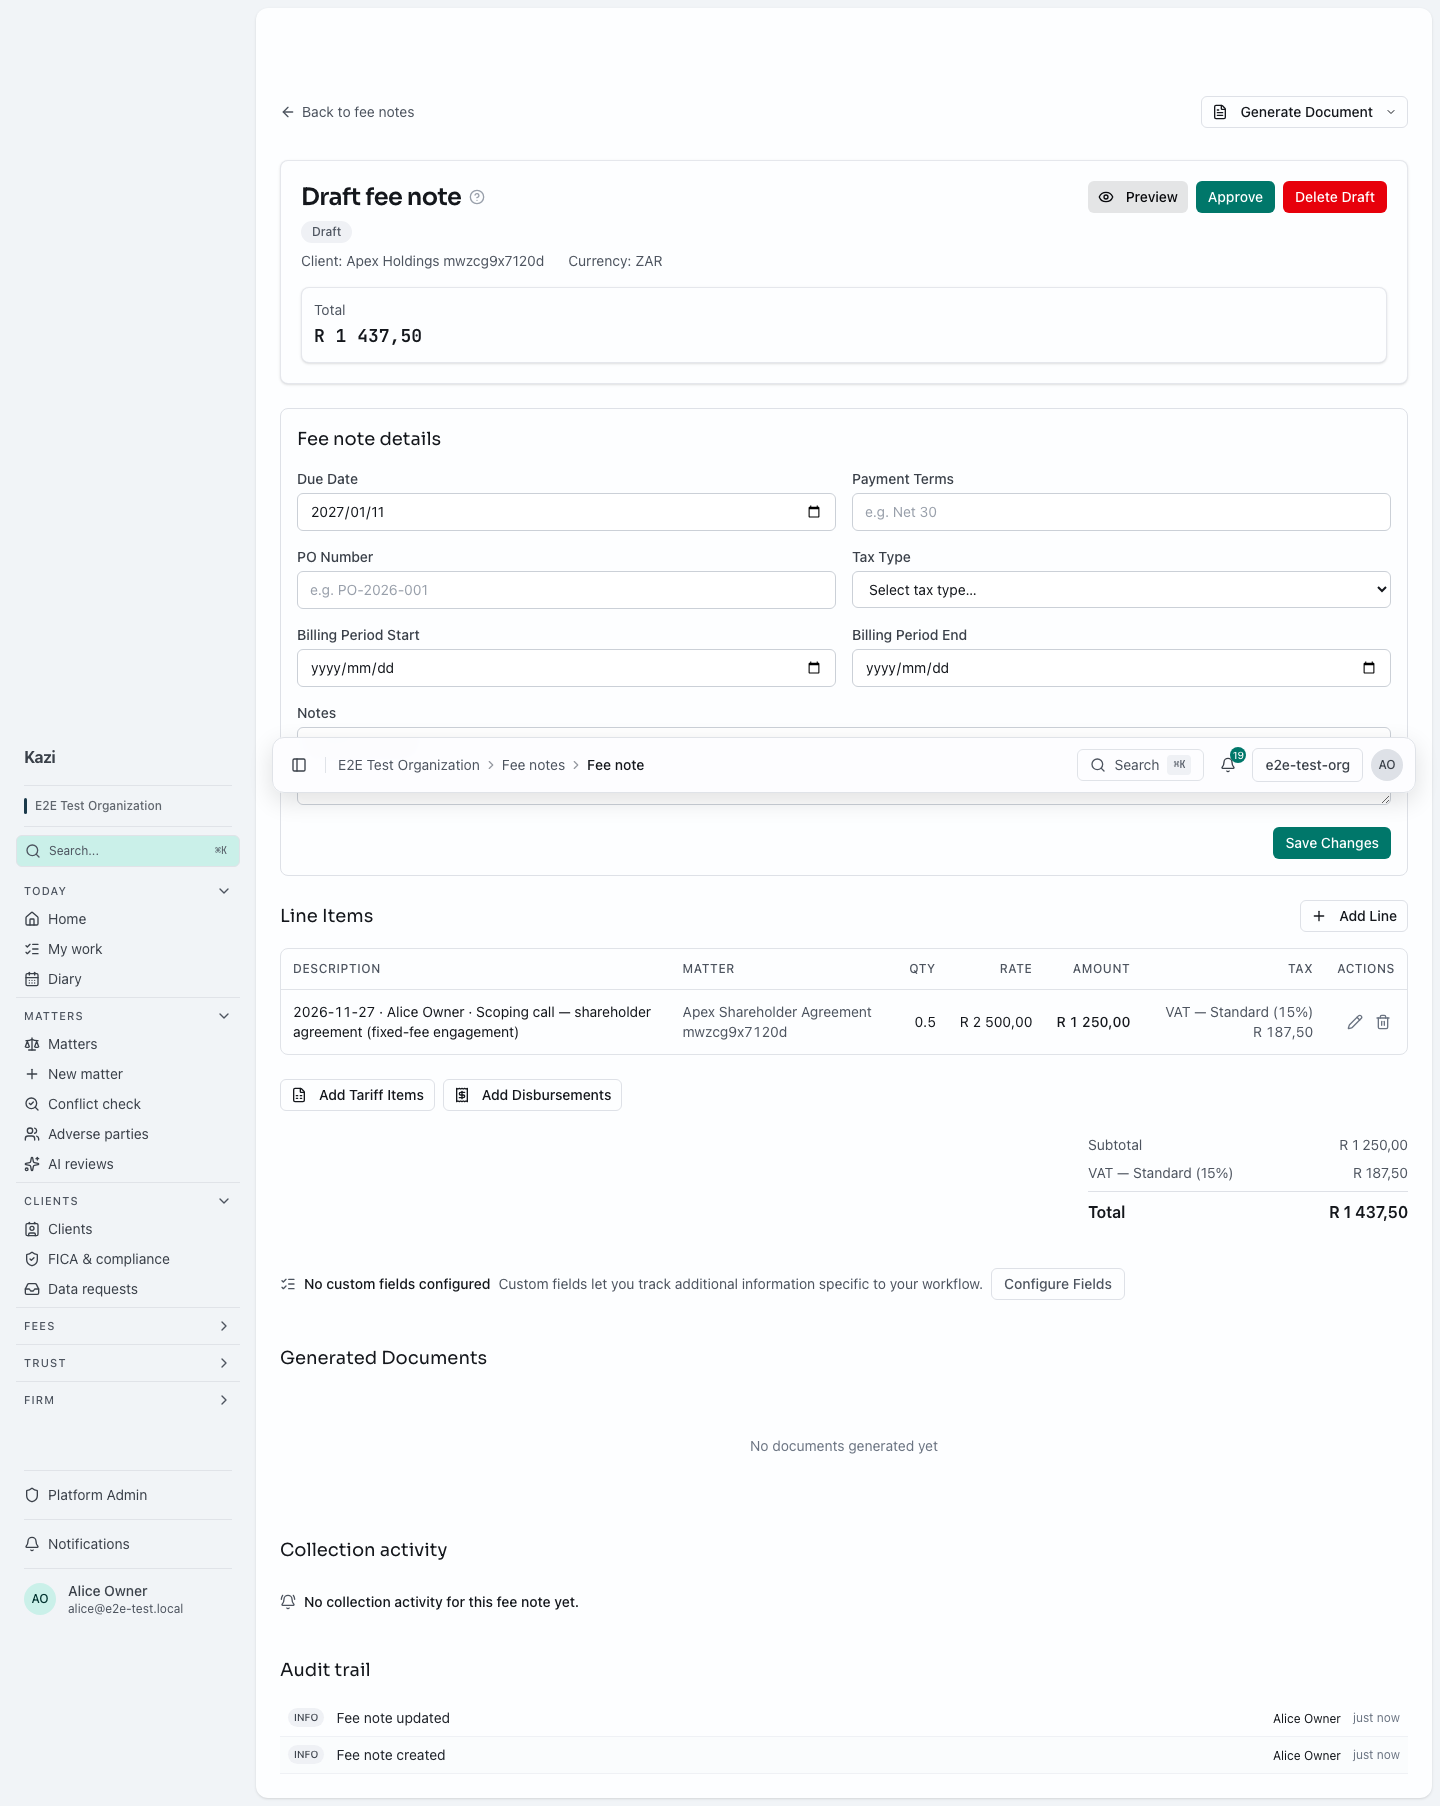 Back to fee notes
Generate Document
Draft fee note
Preview
Approve
Delete Draft
Draft
Client: Apex Holdings mwzcg9x7120d
Currency: ZAR
Total
R 1 437,50
Fee note details
Due Date
Payment Terms
2027/01/11
e.g. Net 30
PO Number
Tax Type
e.g. PO-2026-001
Select tax type...
Billing Period Start
Billing Period End
yyyy/mm/dd
yyyy/mm/dd
Notes
E2E Test Organization
Fee notes
Fee note
Search
⌘K
19
e2e-test-org
AO
Save Changes
Kazi
E2E Test Organization
Search...
⌘K
TODAY
Home
My work
Diary
MATTERS
Matters
New matter
Conflict check
Adverse parties
AI reviews
CLIENTS
Clients
FICA & compliance
Data requests
FEES
TRUST
FIRM
Platform Admin
Notifications
AO
Alice Owner
alice@e2e-test.local
Line Items
Add Line
DESCRIPTION
MATTER
QTY
RATE
AMOUNT
TAX
ACTIONS
2026-11-27 · Alice Owner · Scoping call — shareholder
agreement (fixed-fee engagement)
Apex Shareholder Agreement
mwzcg9x7120d
0.5
R 2 500,00
R 1 250,00
VAT — Standard (15%)
R 187,50
Add Tariff Items
Add Disbursements
Subtotal
R 1 250,00
VAT — Standard (15%)
R 187,50
Total
R 1 437,50
No custom fields configured
Custom fields let you track additional information specific to your workflow.
Configure Fields
Generated Documents
No documents generated yet
Collection activity
No collection activity for this fee note yet.
Audit trail
INFO
Fee note updated
Alice Owner
just now
INFO
Fee note created
Alice Owner
just now